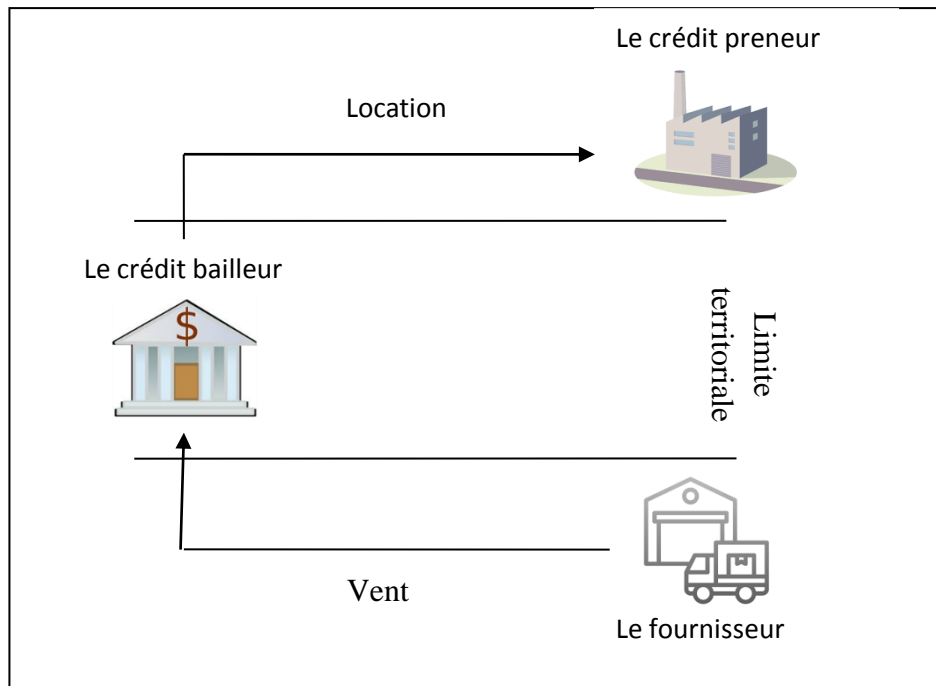 Le crédit preneur
Location
Le crédit bailleur
$
Limite
territoriale
Vent
Le fournisseur